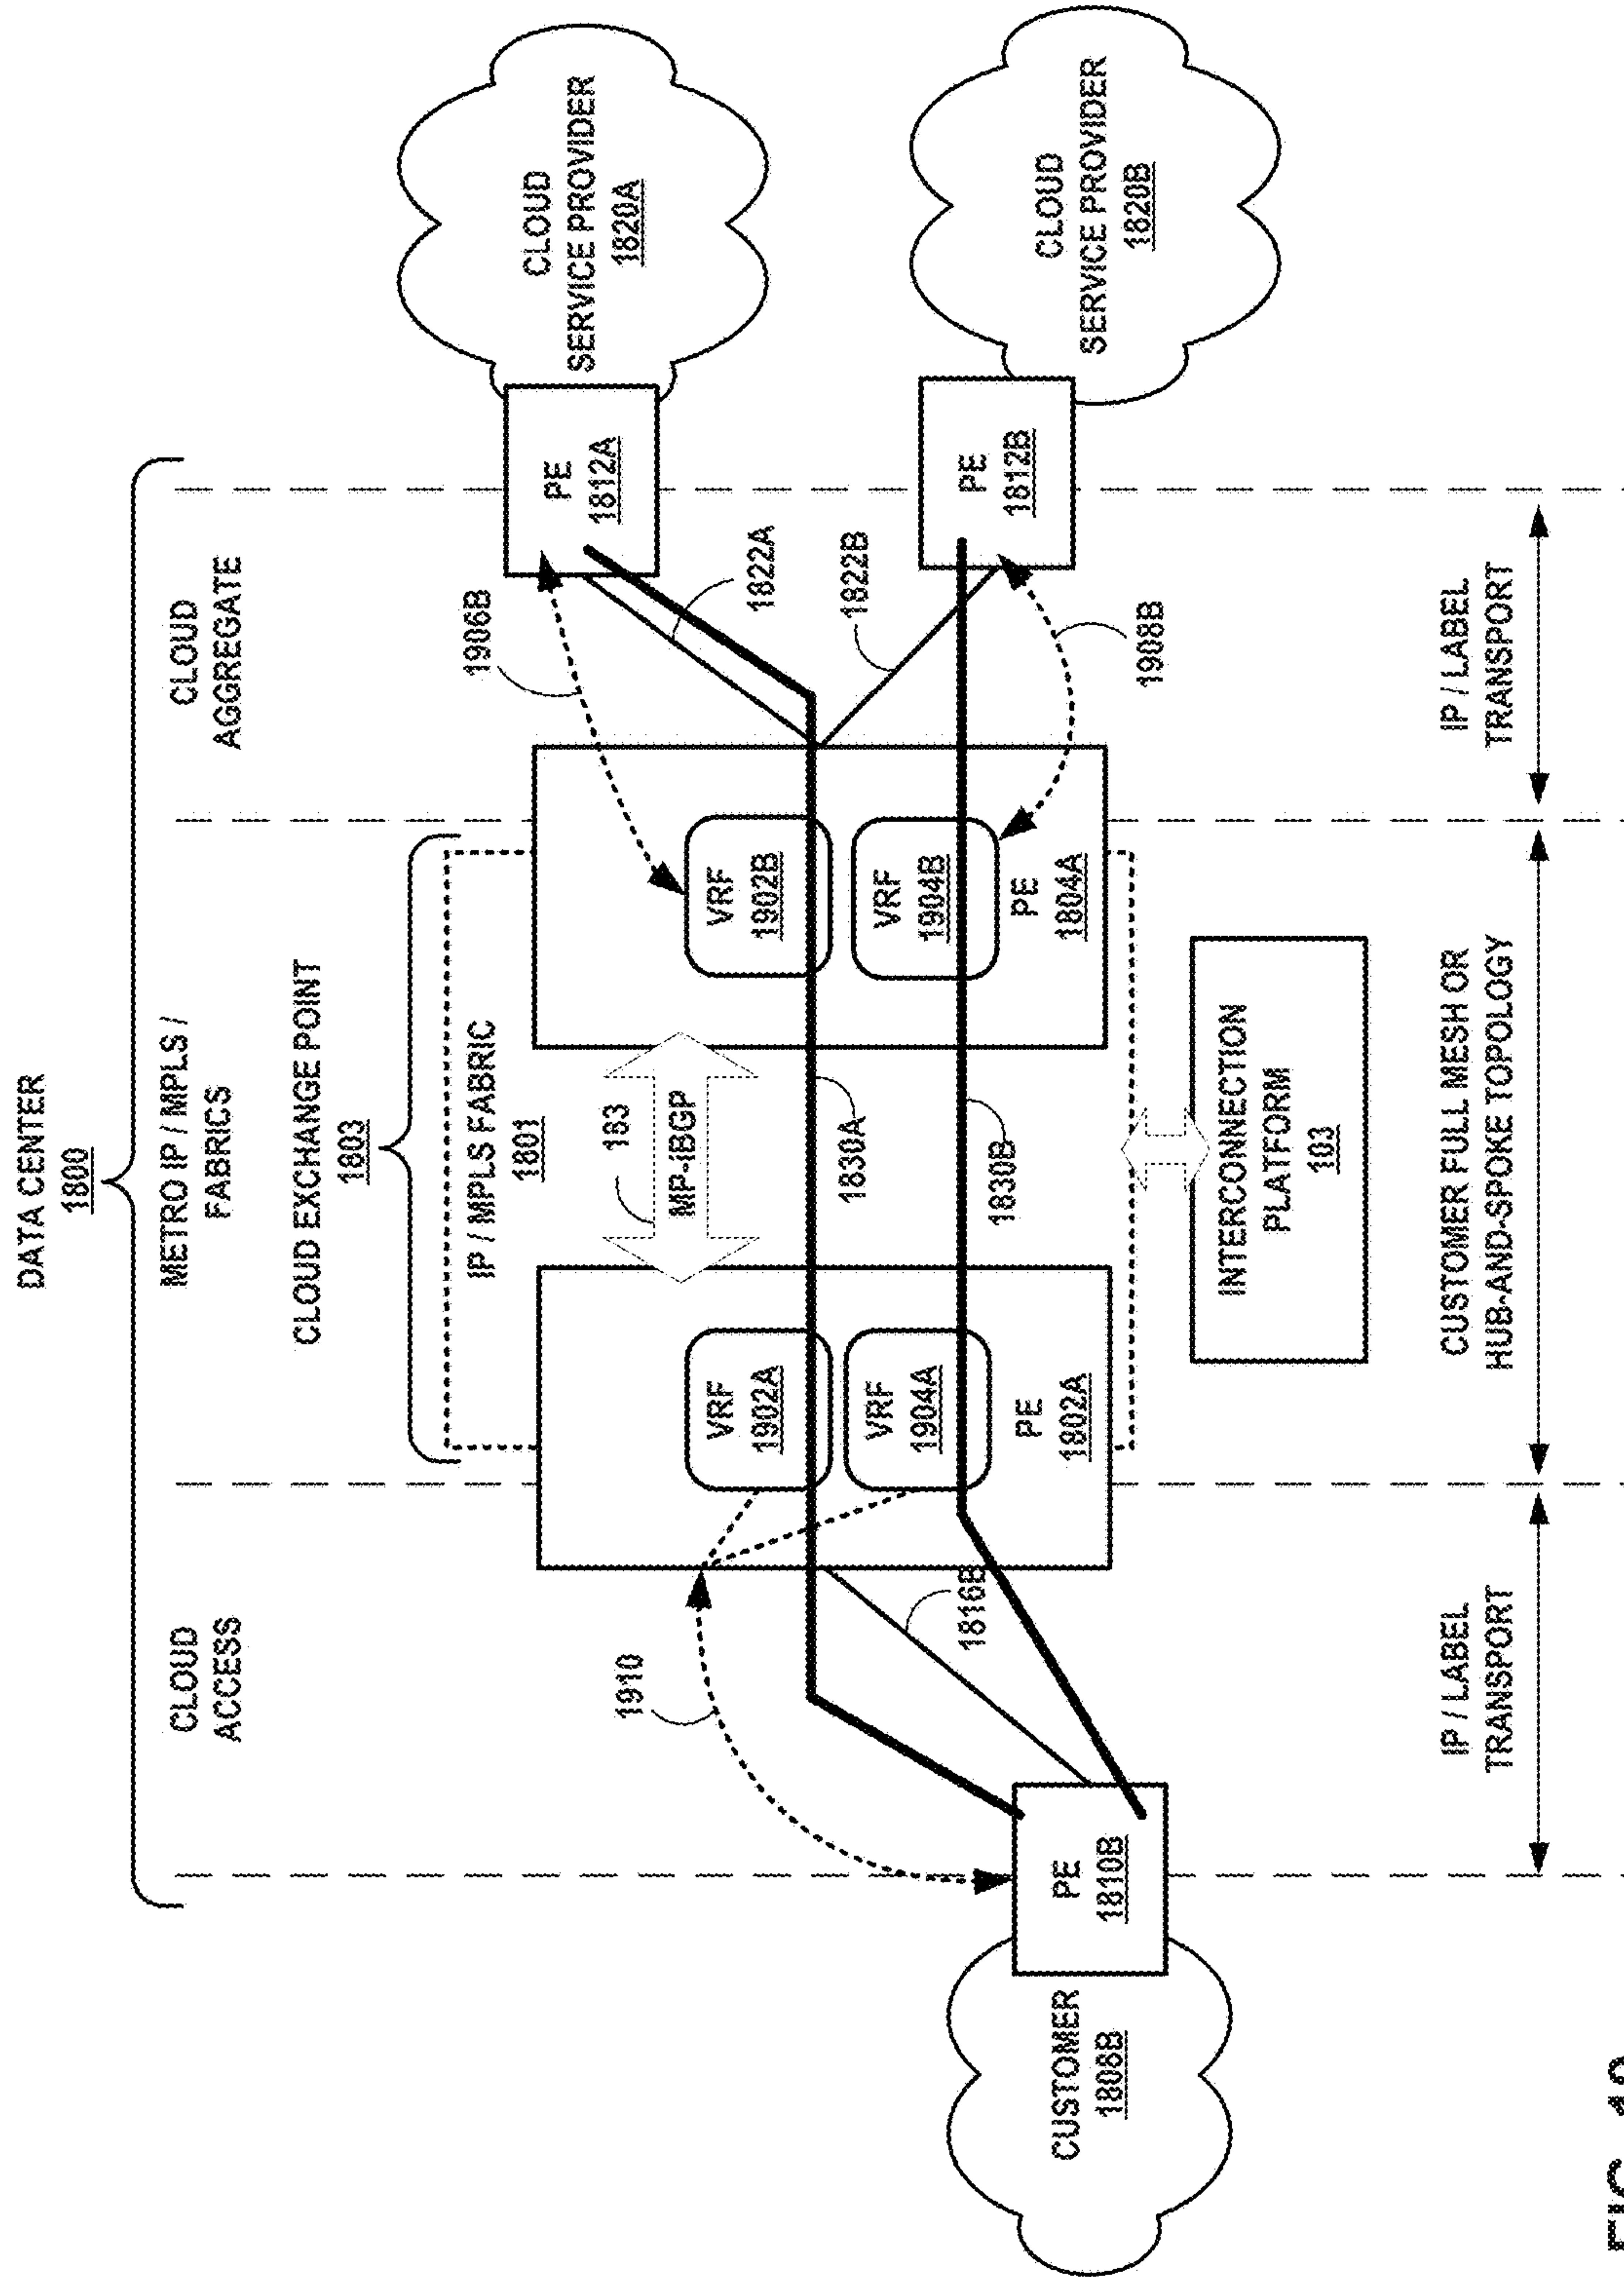 DATA CENTER
1800
CLOUD
ACCESS
METRO IP / MPLS /
FABRICS
CLOUD
AGGREGATE
CLOUD EXCHANGE POINT
1803
IP / MPLS FABRIC
1801
1910
183
MP-IBGP
1906B
VRF
1902A
VRF
1904A
PE
1802A
VRF
1902B
VRF
1904B
PE
1804A
1822A
1822B
1908B
1830A
1830B
1816B
PE
1812A
CLOUD
SERVICE PROVIDER
1820A
PE
1812B
CLOUD
SERVICE PROVIDER
1820B
CUSTOMER
1808B
PE
1810B
INTERCONNECTION
PLATFORM
103
IP / LABEL
TRANSPORT
CUSTOMER FULL MESH OR
HUB-AND-SPOKE TOPOLOGY
IP / LABEL
TRANSPORT